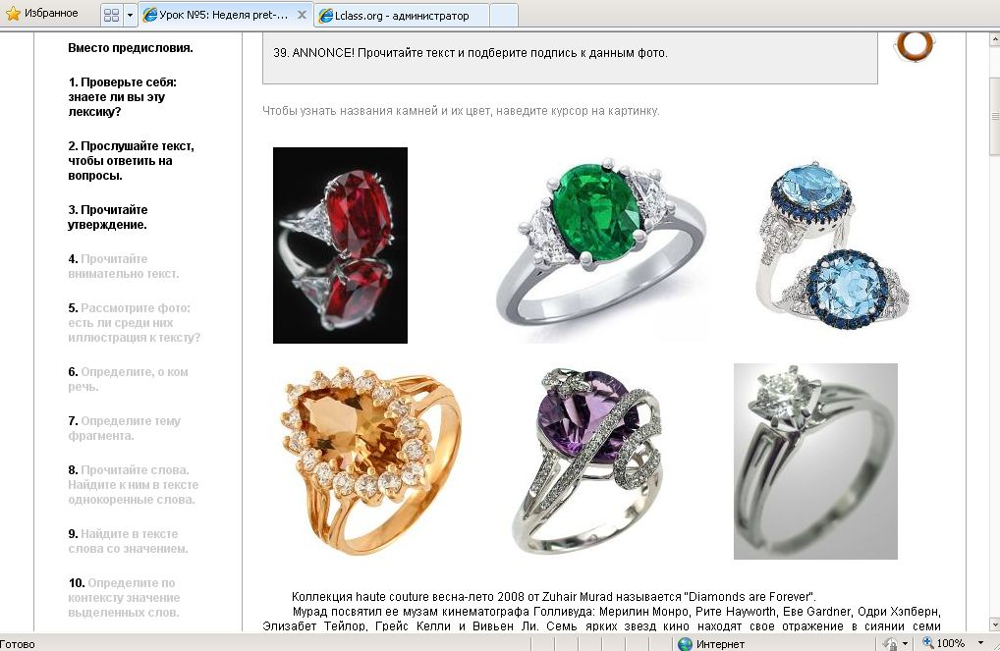 Избранное
Урок №5: Неделя pret-...
Lclass.org - администратор
Вместо предисловия.
1. Проверьте себя:
знаете ли вы эту
лексику?
2. Прослушайте текст,
чтобы ответить на
вопросы.
3. Прочитайте
утверждение.
4. Прочитайте
внимательно текст.
5. Рассмотрите фото:
есть ли среди них
иллюстрация к тексту?
6. Определите, о ком
речь.
7. Определите тему
фрагмента.
8. Прочитайте слова.
Найдите к ним в тексте
однокоренные слова.
9. Найдите в тексте
слова со значением.
10. Определите по
контексту значение
выделенных слов.
39. ANNONCE! Прочитайте текст и подберите подпись к данным фото.
Чтобы узнать названия камней и их цвет, наведите курсор на картинку.
Коллекция haute couture весна-лето 2008 от Zuhair Murad называется "Diamonds are Forever".
Мурад посвятил ее музам кинематографа Голливуда: Мерилин Монро, Рите Hayworth, Еве Gardner, Одри Хэпберн,
Элизабет Тейлор, Грейс Келли и Вивьен Ли. Семь ярких звезд кино находят свое отражение в сиянии семи
Готово
Интернет
100%